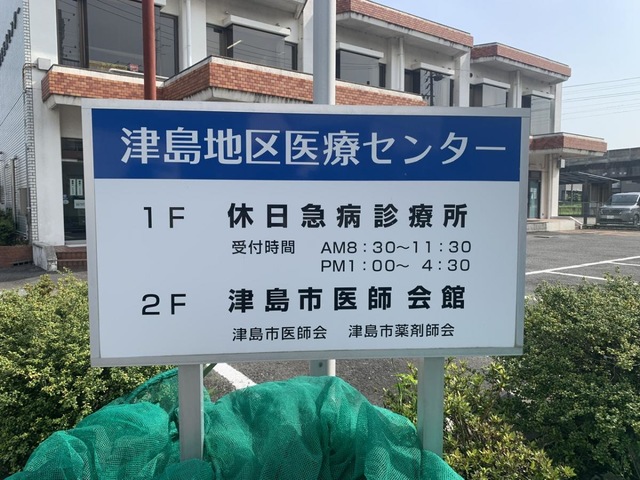 津島地区医療センター
1F 休日急病診療所
受付時間 AM8:30〜11:30
PM1:00〜 4:30
2F 津島市医師会館
津島市医師会 津島市薬剤師会